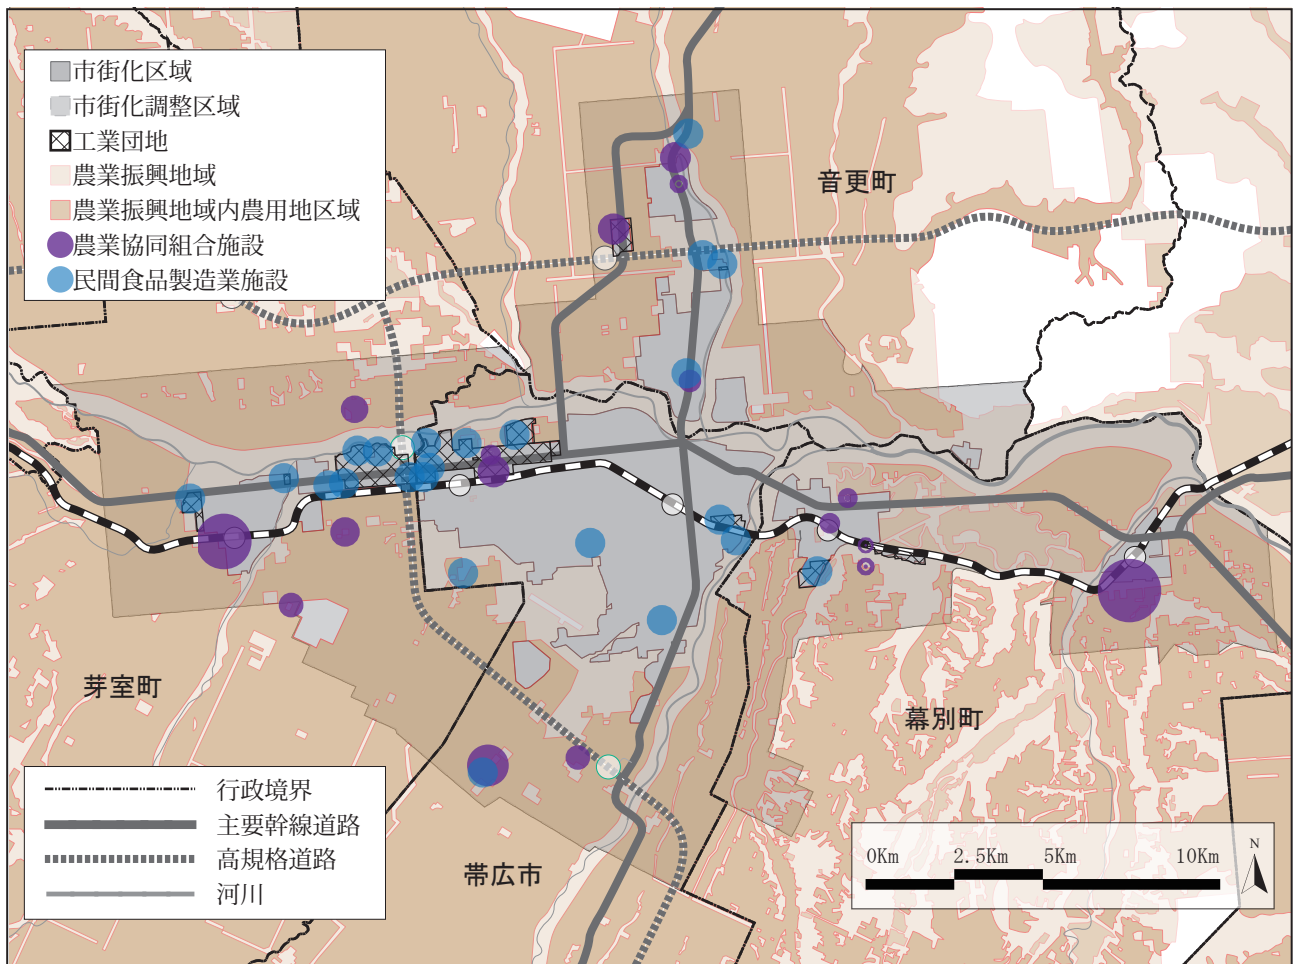 市街化区域
市街化調整区域
工業団地
農業振興地域
農業振興地域内農用地区域
農業協同組合施設
民間食品製造業施設
音更町
芽室町
幕別町
帯広市
行政境界
主要幹線道路
高規格道路
河川
0Km 2.5Km 5Km 10Km
N